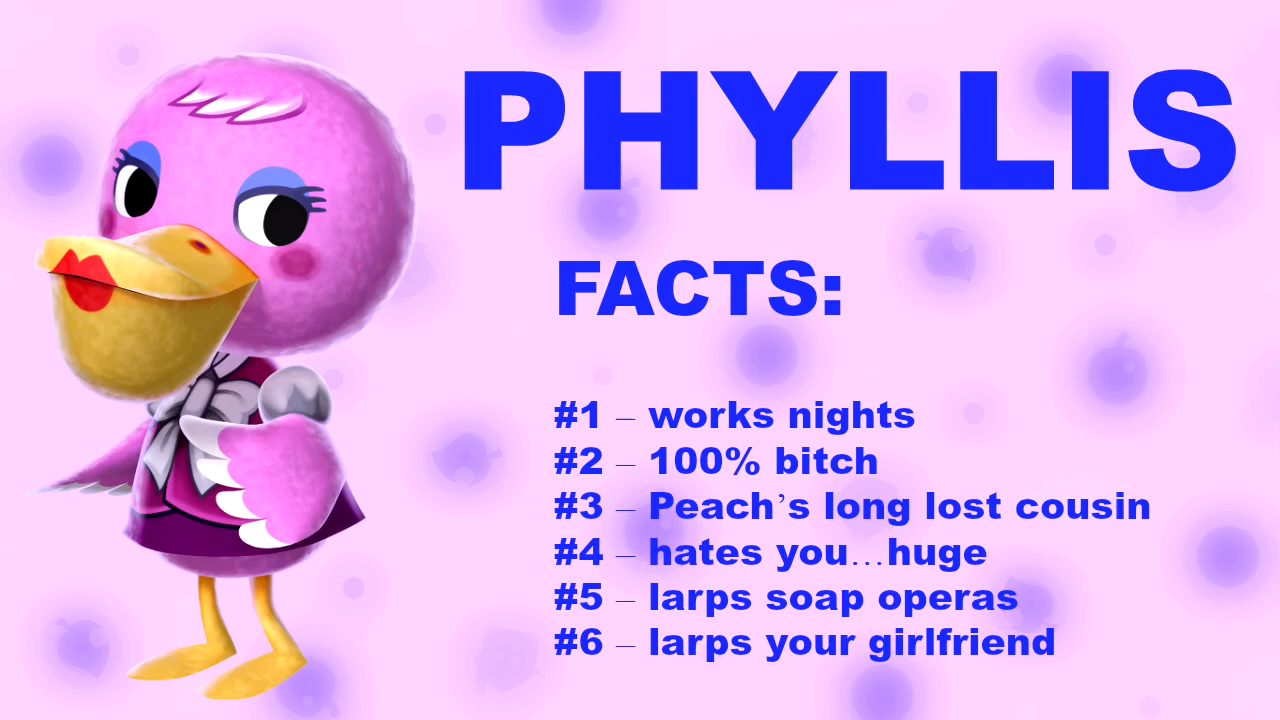 PHYLLIS
FACTS:
#1 – works nights
#2 – 100% bitch
#3 – Peach’s long lost cousin
#4 – hates you…huge
#5 – larps soap operas
#6 – larps your girlfriend